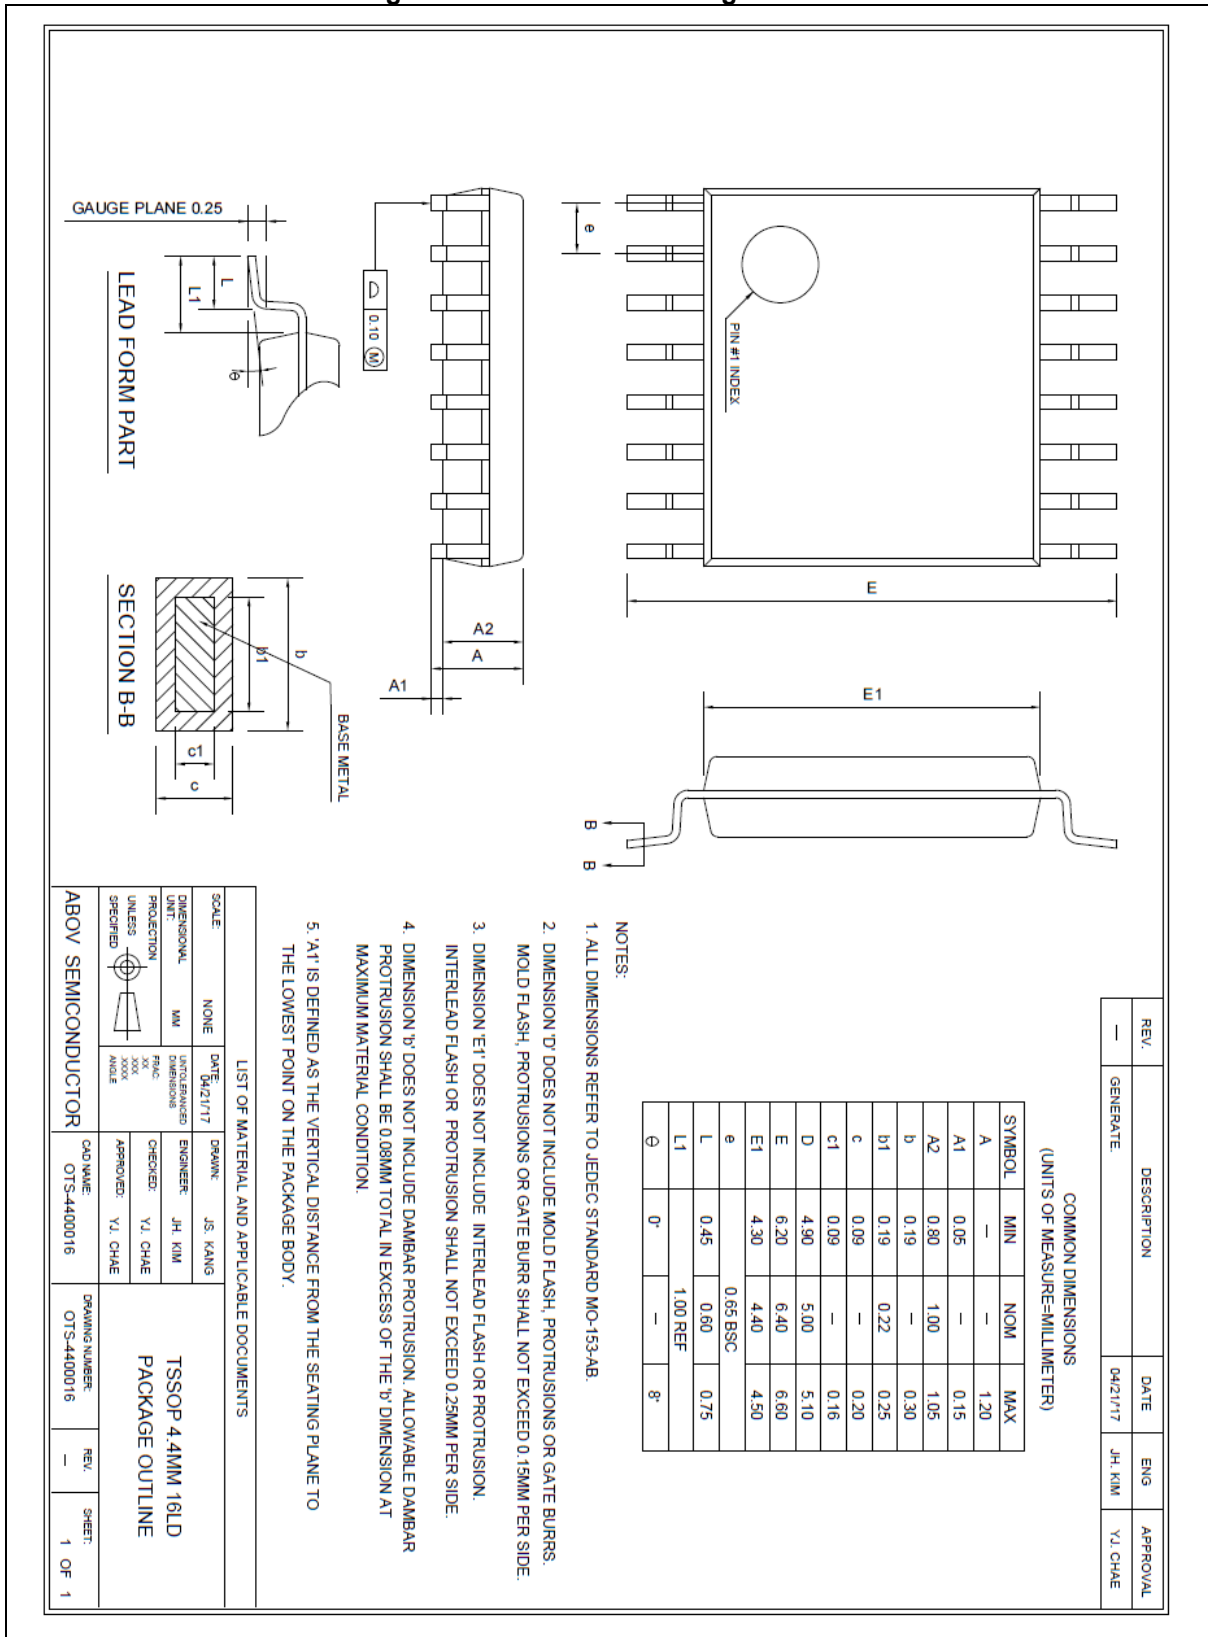 GAUGE PLANE 0.25
L
L1
θ
LEAD FORM PART
0.10 M
e
PIN #1 INDEX
E
A2
A
A1
E1
B
B
b
b1
c1
c
BASE METAL
SECTION B-B
REV. DESCRIPTION DATE ENG APPROVAL
— GENERATE 04/21/17 JH. KIM YJ. CHAE
COMMON DIMENSIONS
(UNITS OF MEASURE=MILLIMETER)
SYMBOL MIN NOM MAX
A — — 1.20
A1 0.05 — 0.15
A2 0.80 1.00 1.05
b 0.19 — 0.30
b1 0.19 0.22 0.25
c 0.09 — 0.20
c1 0.09 — 0.16
D 4.90 5.00 5.10
E 6.20 6.40 6.60
E1 4.30 4.40 4.50
e 0.65 BSC
L 0.45 0.60 0.75
L1 1.00 REF
θ 0° — 8°
NOTES:
1. ALL DIMENSIONS REFER TO JEDEC STANDARD MO-153-AB.
2. DIMENSION 'D' DOES NOT INCLUDE MOLD FLASH, PROTRUSIONS OR GATE BURRS.
MOLD FLASH, PROTRUSIONS OR GATE BURR SHALL NOT EXCEED 0.15MM PER SIDE.
3. DIMENSION 'E1' DOES NOT INCLUDE INTERLEAD FLASH OR PROTRUSION.
INTERLEAD FLASH OR PROTRUSION SHALL NOT EXCEED 0.25MM PER SIDE.
4. DIMENSION 'b' DOES NOT INCLUDE DAMBAR PROTRUSION. ALLOWABLE DAMBAR
PROTRUSION SHALL BE 0.08MM TOTAL IN EXCESS OF THE 'b' DIMENSION AT
MAXIMUM MATERIAL CONDITION.
5. 'A1' IS DEFINED AS THE VERTICAL DISTANCE FROM THE SEATING PLANE TO
THE LOWEST POINT ON THE PACKAGE BODY.
LIST OF MATERIAL AND APPLICABLE DOCUMENTS
SCALE: NONE
DATE: 04/21/17
DRAWN: JS. KANG
DIMENSIONAL
UNIT: MM
UNTOLERANCED
DIMENSIONS
FRAC:
.XX
.XXX
.XXXX
ANGLE
ENGINEER: JH. KIM
PROJECTION
UNLESS
SPECIFIED
CHECKED: YJ. CHAE
APPROVED: YJ. CHAE
TSSOP 4.4MM 16LD
PACKAGE OUTLINE
ABOV SEMICONDUCTOR
CAD NAME:
OTS-4400016
DRAWING NUMBER:
OTS-4400016
REV.
—
SHEET:
1 OF 1